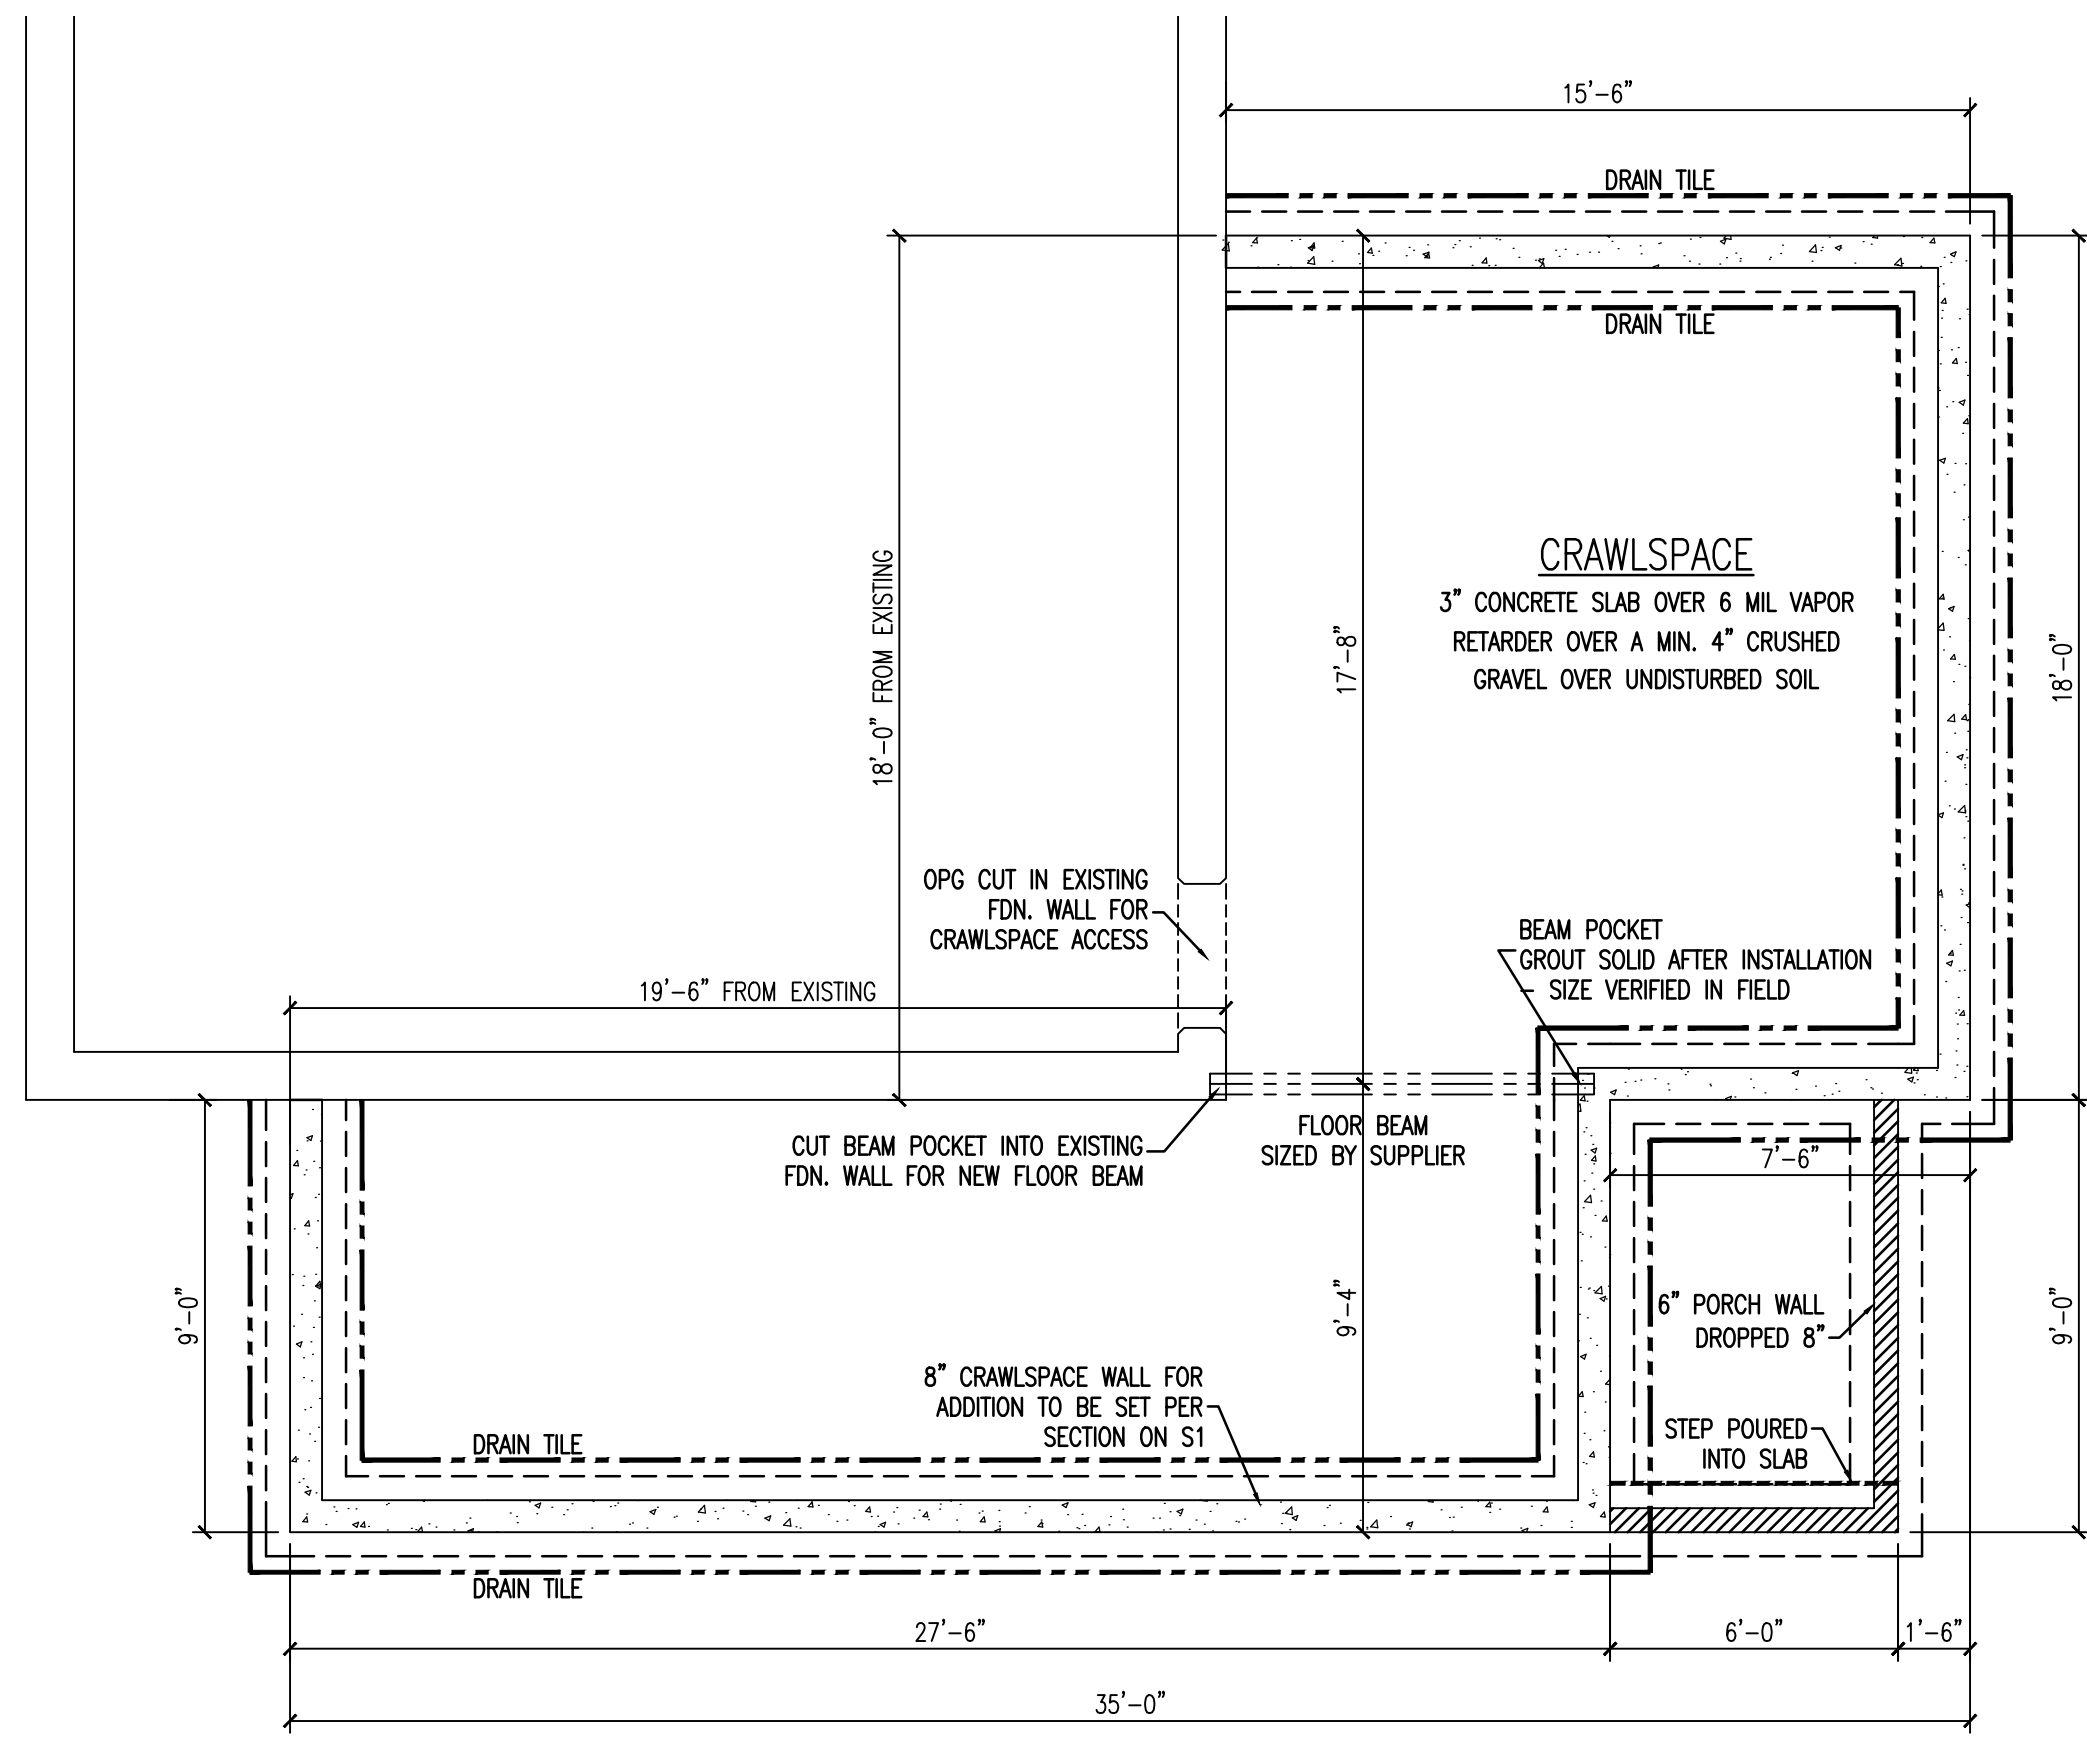 15'-6"
DRAIN TILE
DRAIN TILE
CRAWLSPACE
3" CONCRETE SLAB OVER 6 MIL VAPOR
RETARDER OVER A MIN. 4" CRUSHED
GRAVEL OVER UNDISTURBED SOIL
18'-0" FROM EXISTING
17'-8"
18'-0"
OPG CUT IN EXISTING
FDN. WALL FOR
CRAWLSPACE ACCESS
BEAM POCKET
GROUT SOLID AFTER INSTALLATION
- SIZE VERIFIED IN FIELD
19'-6" FROM EXISTING
CUT BEAM POCKET INTO EXISTING
FDN. WALL FOR NEW FLOOR BEAM
FLOOR BEAM
SIZED BY SUPPLIER
7'-6"
9'-0"
9'-4"
6" PORCH WALL
DROPPED 8"
9'-0"
8" CRAWLSPACE WALL FOR
ADDITION TO BE SET PER
SECTION ON S1
STEP POURED
INTO SLAB
DRAIN TILE
DRAIN TILE
27'-6"
6'-0"
1'-6"
35'-0"